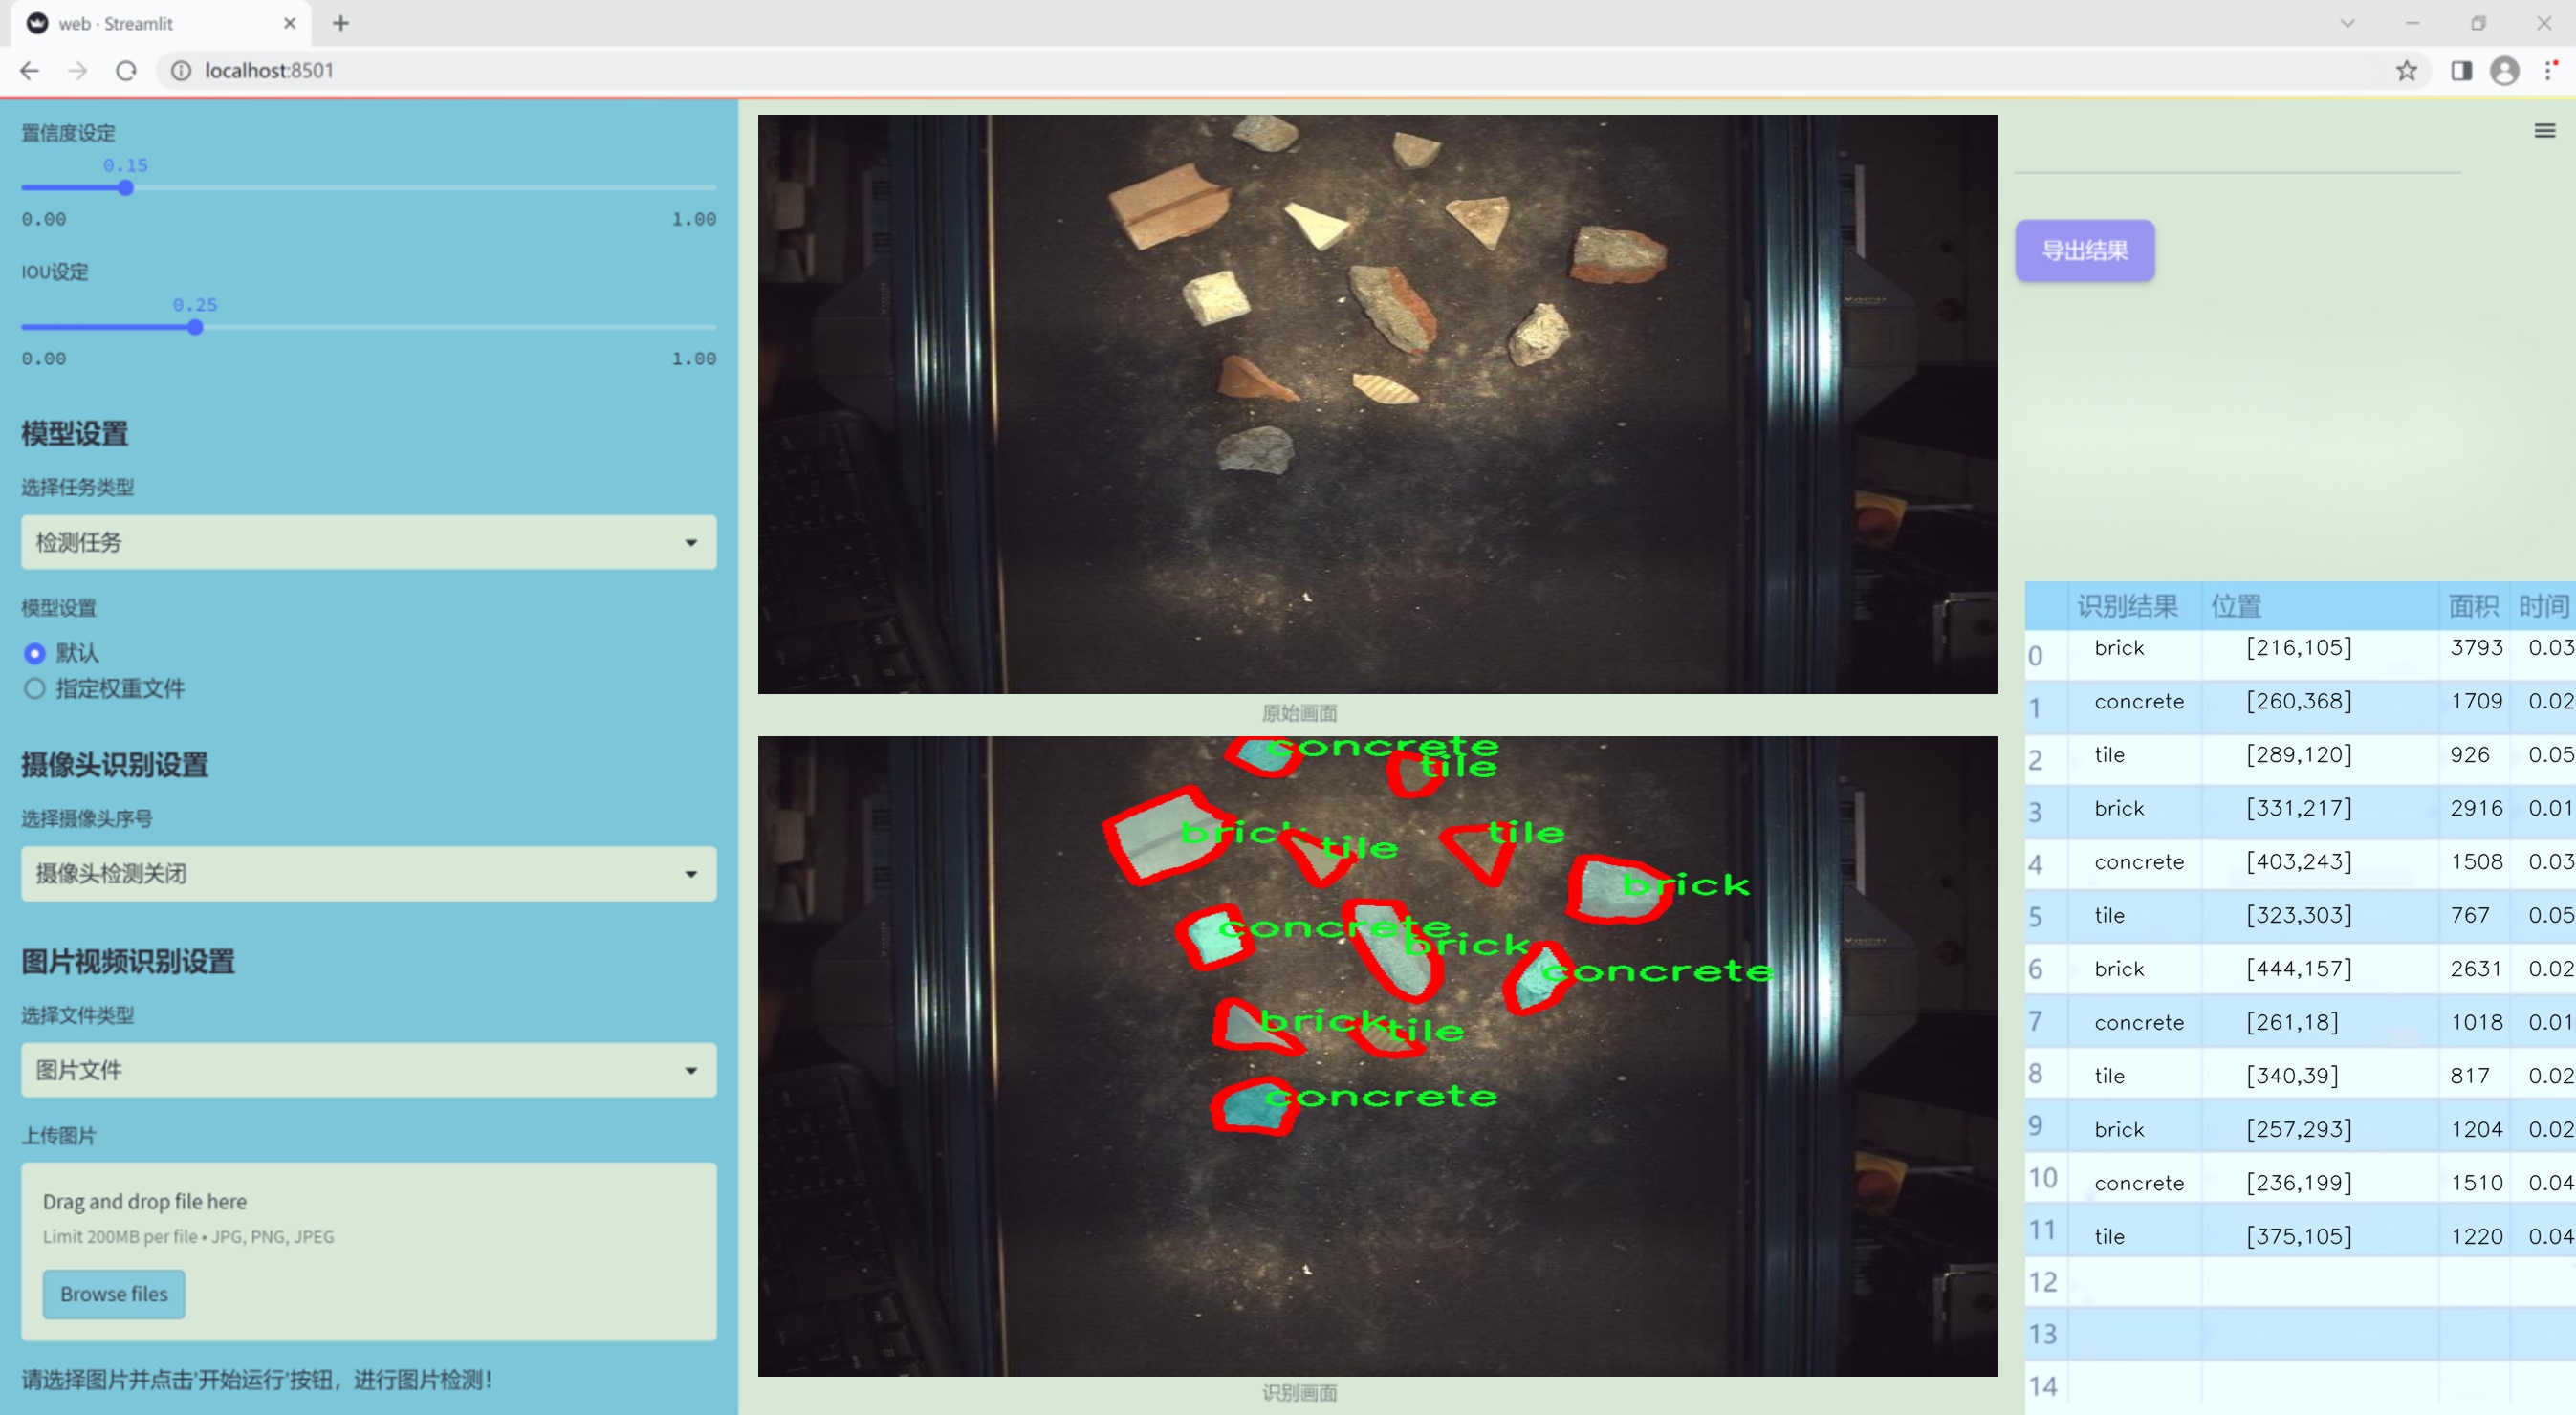 web · Streamlit
localhost:8501
置信度设定
0.15
0.00 1.00
IOU设定
0.25
0.00 1.00
模型设置
选择任务类型
检测任务
模型设置
默认
指定权重文件
摄像头识别设置
选择摄像头序号
摄像头检测关闭
图片视频识别设置
选择文件类型
图片文件
上传图片
Drag and drop file here
Limit 200MB per file • JPG, PNG, JPEG
Browse files
请选择图片并点击'开始运行'按钮，进行图片检测！
原始画面
concrete
tile
brick
tile
tile
brick
concrete
brick
concrete
brick
tile
concrete
识别画面
导出结果
识别结果 位置 面积 时间
0 brick [216,105] 3793 0.03
1 concrete [260,368] 1709 0.02
2 tile [289,120] 926 0.05
3 brick [331,217] 2916 0.01
4 concrete [403,243] 1508 0.03
5 tile [323,303] 767 0.05
6 brick [444,157] 2631 0.02
7 concrete [261,18] 1018 0.01
8 tile [340,39] 817 0.02
9 brick [257,293] 1204 0.02
10 concrete [236,199] 1510 0.04
11 tile [375,105] 1220 0.04
12
13
14